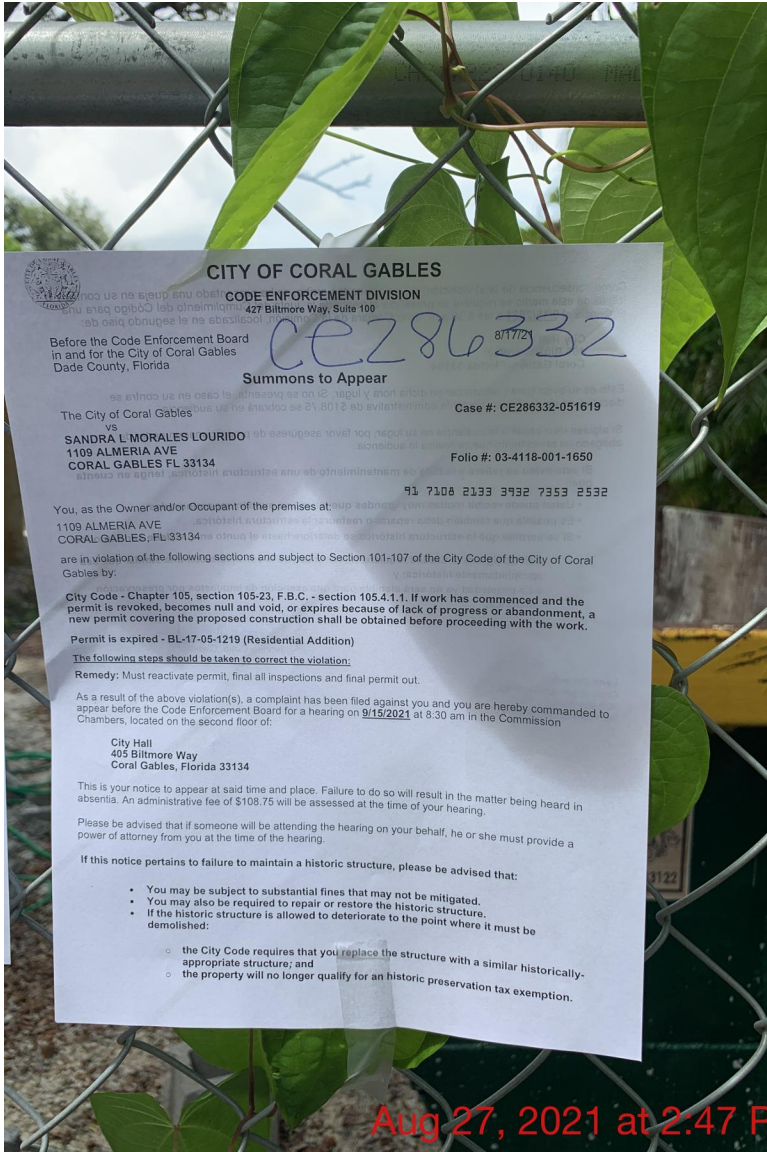 CITY OF CORAL GABLES
CODE ENFORCEMENT DIVISION
427 Biltmore Way, Suite 100
CE286332
8/17/21
Before the Code Enforcement Board
in and for the City of Coral Gables
Dade County, Florida
Summons to Appear
The City of Coral Gables
vs
SANDRA L MORALES LOURIDO
1109 ALMERIA AVE
CORAL GABLES FL 33134
Case #: CE286332-051619
Folio #: 03-4118-001-1650
91 7108 2133 3932 7353 2532
You, as the Owner and/or Occupant of the premises at:
1109 ALMERIA AVE
CORAL GABLES, FL 33134
are in violation of the following sections and subject to Section 101-107 of the City Code of the City of Coral
Gables by:
City Code - Chapter 105, section 105-23, F.B.C. - section 105.4.1.1. If work has commenced and the
permit is revoked, becomes null and void, or expires because of lack of progress or abandonment, a
new permit covering the proposed construction shall be obtained before proceeding with the work.
Permit is expired - BL-17-05-1219 (Residential Addition)
The following steps should be taken to correct the violation:
Remedy: Must reactivate permit, final all inspections and final permit out.
As a result of the above violation(s), a complaint has been filed against you and you are hereby commanded to
appear before the Code Enforcement Board for a hearing on 9/15/2021 at 8:30 am in the Commission
Chambers, located on the second floor of:
City Hall
405 Biltmore Way
Coral Gables, Florida 33134
This is your notice to appear at said time and place. Failure to do so will result in the matter being heard in
absentia. An administrative fee of $108.75 will be assessed at the time of your hearing.
Please be advised that if someone will be attending the hearing on your behalf, he or she must provide a
power of attorney from you at the time of the hearing.
If this notice pertains to failure to maintain a historic structure, please be advised that:
• You may be subject to substantial fines that may not be mitigated.
• You may also be required to repair or restore the historic structure.
• If the historic structure is allowed to deteriorate to the point where it must be
demolished:
o the City Code requires that you replace the structure with a similar historically-
appropriate structure; and
o the property will no longer qualify for an historic preservation tax exemption.
3122
Aug 27, 2021 at 2:47 P